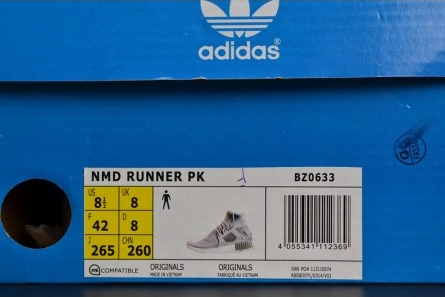 adidas
NMD RUNNER PK BZ0633
US 8½ UK 8
F 42 D 8
J 265 CHN 260
mi COMPATIBLE
ORIGINALS ORIGINALS
MADE IN VIETNAM FABRIQUÉ AU VIETNAM
4 055341 112369